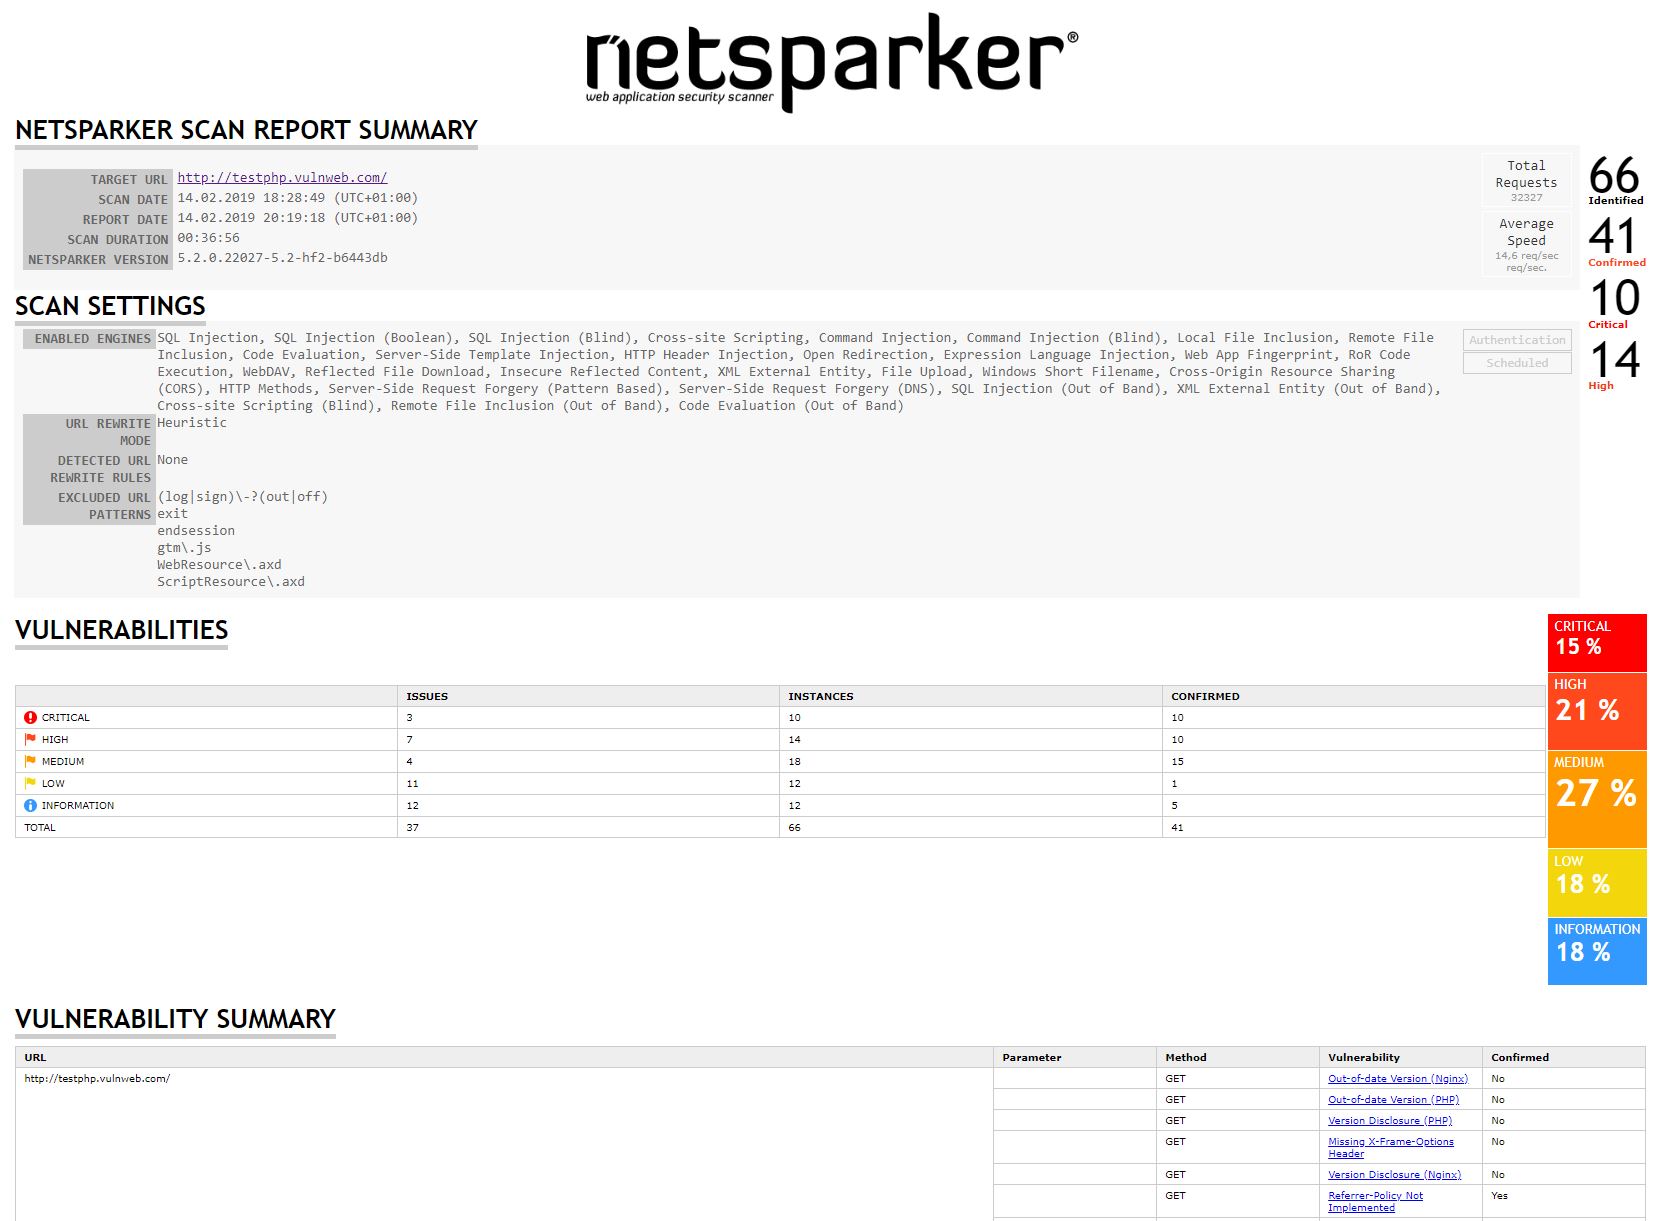 netsparker®
web application security scanner
NETSPARKER SCAN REPORT SUMMARY
TARGET URL http://testphp.vulnweb.com/
SCAN DATE 14.02.2019 18:28:49 (UTC+01:00)
REPORT DATE 14.02.2019 20:19:18 (UTC+01:00)
SCAN DURATION 00:36:56
NETSPARKER VERSION 5.2.0.22027-5.2-hf2-b6443db
Total
Requests
32327
Average
Speed
14,6 req/sec
req/sec.
66
Identified
41
Confirmed
10
Critical
14
High
SCAN SETTINGS
ENABLED ENGINES SQL Injection, SQL Injection (Boolean), SQL Injection (Blind), Cross-site Scripting, Command Injection, Command Injection (Blind), Local File Inclusion, Remote File
Inclusion, Code Evaluation, Server-Side Template Injection, HTTP Header Injection, Open Redirection, Expression Language Injection, Web App Fingerprint, RoR Code
Execution, WebDAV, Reflected File Download, Insecure Reflected Content, XML External Entity, File Upload, Windows Short Filename, Cross-Origin Resource Sharing
(CORS), HTTP Methods, Server-Side Request Forgery (Pattern Based), Server-Side Request Forgery (DNS), SQL Injection (Out of Band), XML External Entity (Out of Band),
Cross-site Scripting (Blind), Remote File Inclusion (Out of Band), Code Evaluation (Out of Band)
Authentication
Scheduled
URL REWRITE Heuristic
MODE
DETECTED URL None
REWRITE RULES
EXCLUDED URL (log|sign)\-?(out|off)
PATTERNS exit
endsession
gtm\.js
WebResource\.axd
ScriptResource\.axd
VULNERABILITIES
ISSUES INSTANCES CONFIRMED
CRITICAL 3 10 10
HIGH 7 14 10
MEDIUM 4 18 15
LOW 11 12 1
INFORMATION 12 12 5
TOTAL 37 66 41
CRITICAL
15 %
HIGH
21 %
MEDIUM
27 %
LOW
18 %
INFORMATION
18 %
VULNERABILITY SUMMARY
URL Parameter Method Vulnerability Confirmed
http://testphp.vulnweb.com/ GET Out-of-date Version (Nginx) No
GET Out-of-date Version (PHP) No
GET Version Disclosure (PHP) No
GET Missing X-Frame-Options No
Header
GET Version Disclosure (Nginx) No
GET Referrer-Policy Not Yes
Implemented